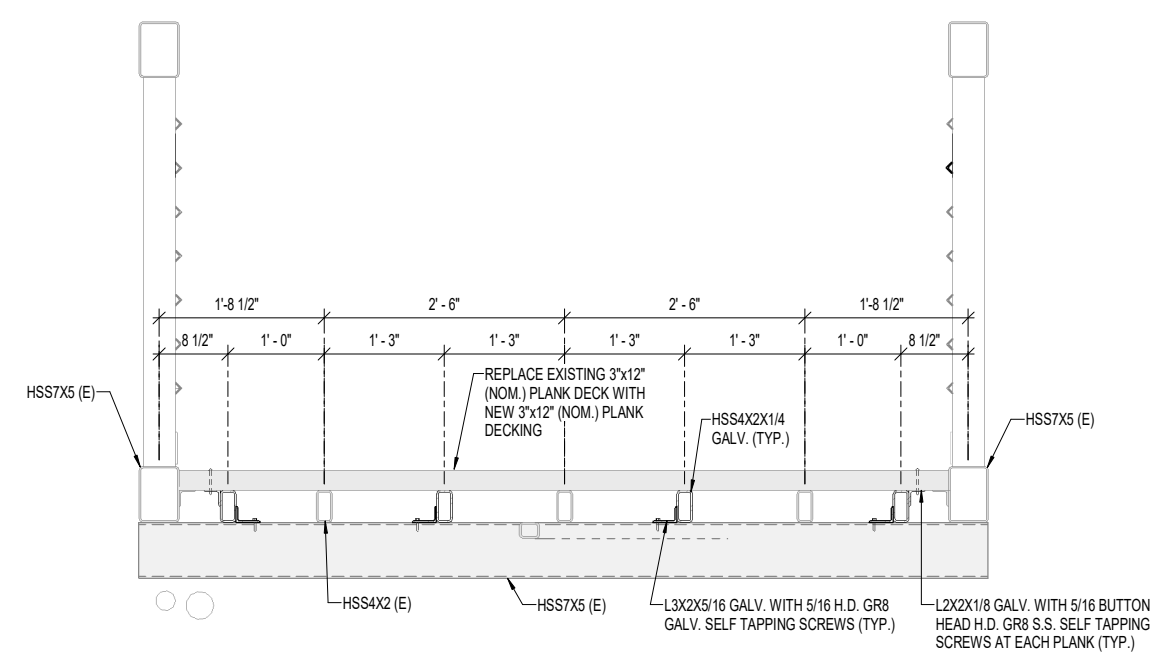 1'-8 1/2"
2' - 6"
2' - 6"
1'-8 1/2"
8 1/2"
1' - 0"
1' - 3"
1' - 3"
1' - 3"
1' - 3"
1' - 0"
8 1/2"
REPLACE EXISTING 3"x12"
(NOM.) PLANK DECK WITH
NEW 3"x12" (NOM.) PLANK
DECKING
HSS7X5 (E)
HSS4X2X1/4
GALV. (TYP.)
HSS7X5 (E)
HSS4X2 (E)
HSS7X5 (E)
L3X2X5/16 GALV. WITH 5/16 H.D. GR8
GALV. SELF TAPPING SCREWS (TYP.)
L2X2X1/8 GALV. WITH 5/16 BUTTON
HEAD H.D. GR8 S.S. SELF TAPPING
SCREWS AT EACH PLANK (TYP.)